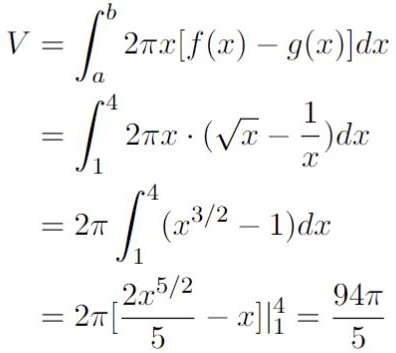 V = ∫_a^b 2πx[f(x) − g(x)]dx
= ∫_1^4 2πx · (√x − 1/x)dx
= 2π ∫_1^4 (x^{3/2} − 1)dx
= 2π[2x^{5/2}/5 − x]|_1^4 = 94π/5